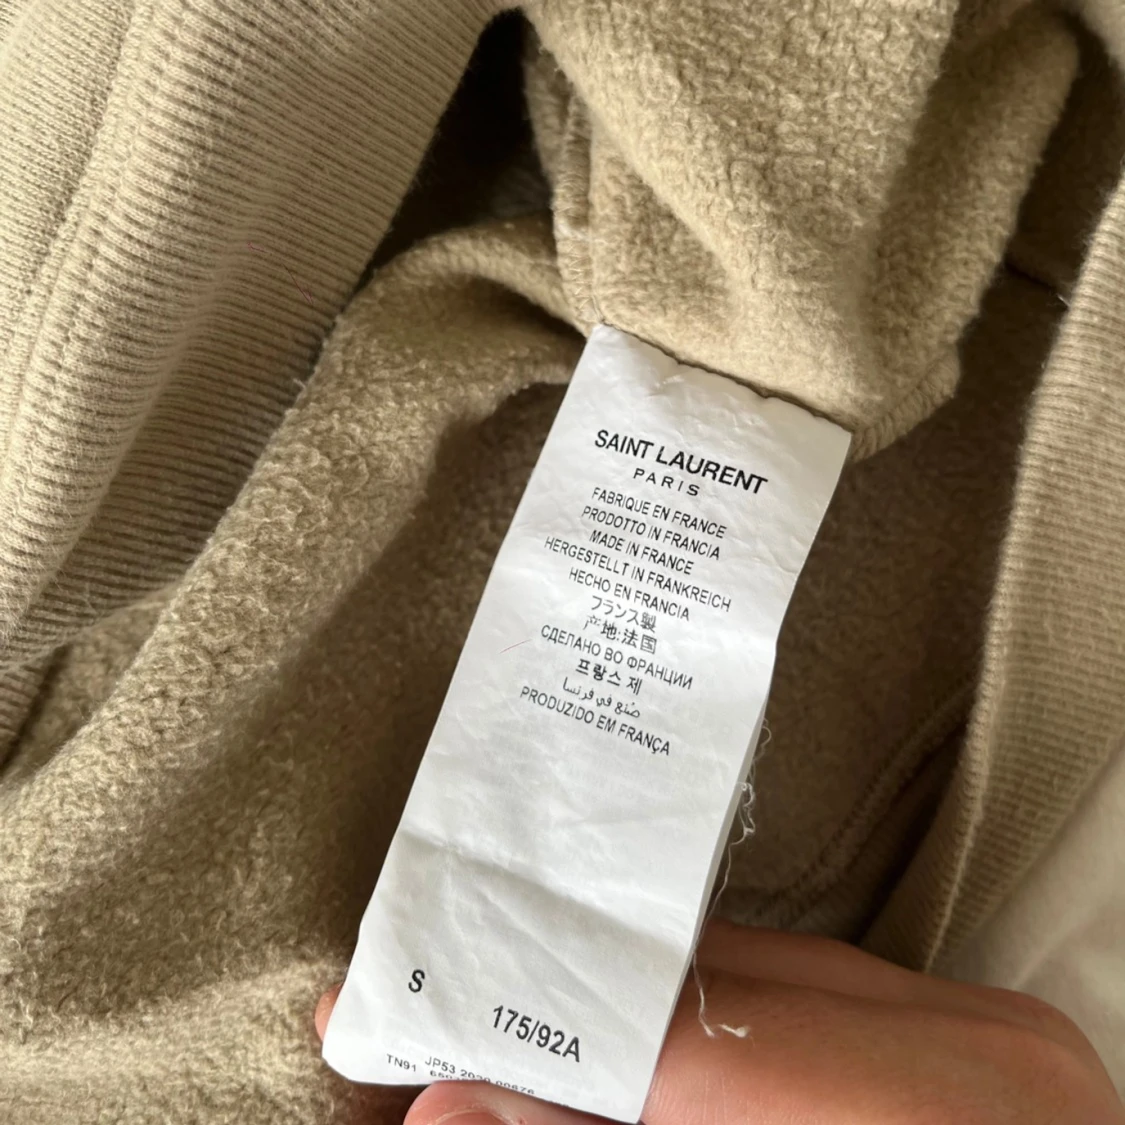 SAINT LAURENT
PARIS
FABRIQUE EN FRANCE
PRODOTTO IN FRANCIA
MADE IN FRANCE
HERGESTELLT IN FRANKREICH
HECHO EN FRANCIA
フランス製
产地:法国
СДЕЛАНО ВО ФРАНЦИИ
프랑스 제
صُنع في فرنسا
PRODUZIDO EM FRANÇA
S 175/92A
TN91 JP53